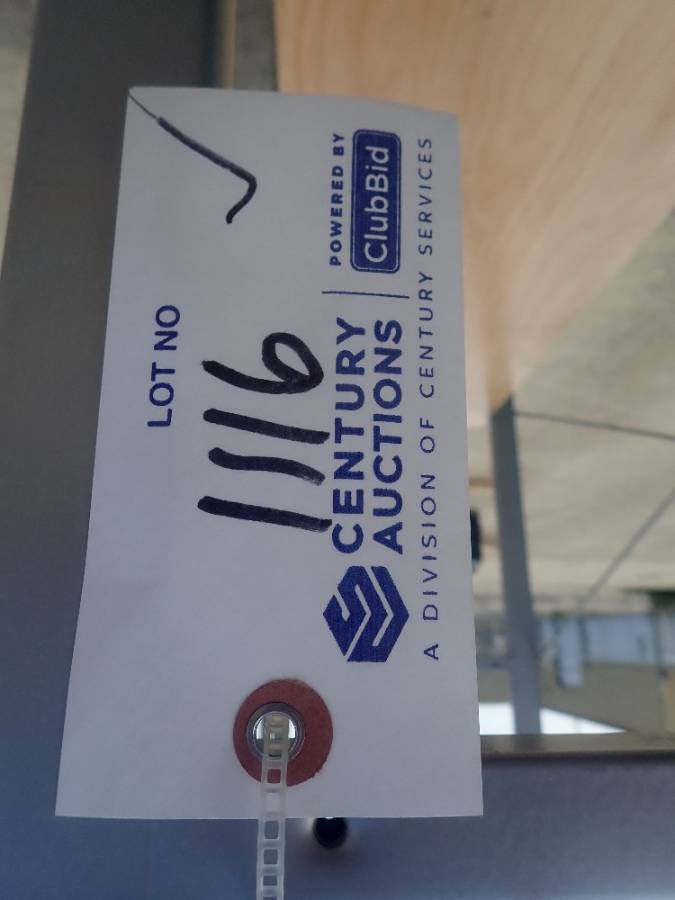 LOT NO
1116
CENTURY
AUCTIONS
POWERED BY
ClubBid
A DIVISION OF CENTURY SERVICES